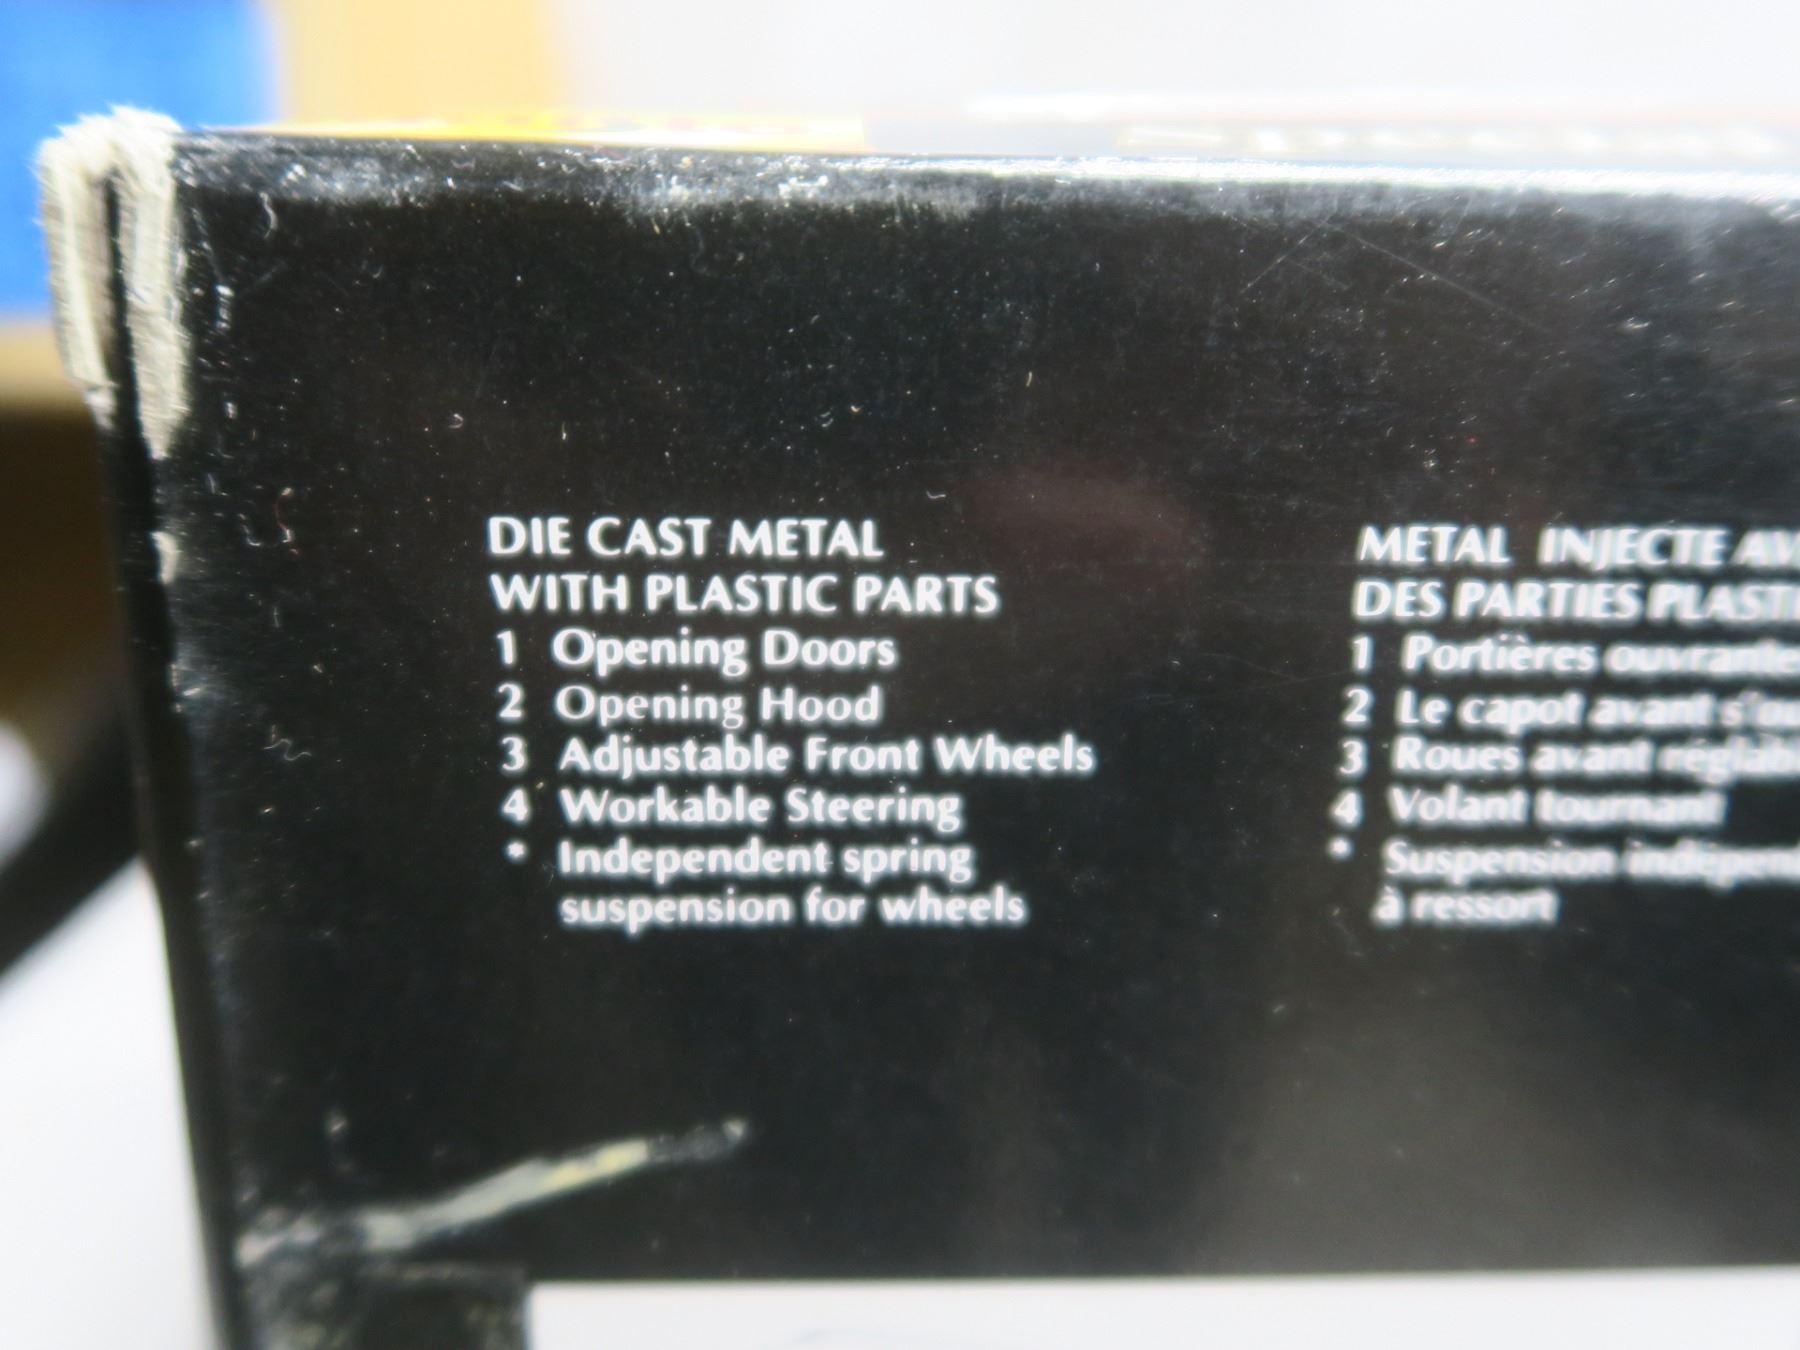 DIE CAST METAL
WITH PLASTIC PARTS
1 Opening Doors
2 Opening Hood
3 Adjustable Front Wheels
4 Workable Steering
* Independent spring
suspension for wheels
METAL INJECTE
DES PARTIES
1 Portières
2 Le capot avant
3 Roues avant
4 Volant tournant
* Suspension
à ressort